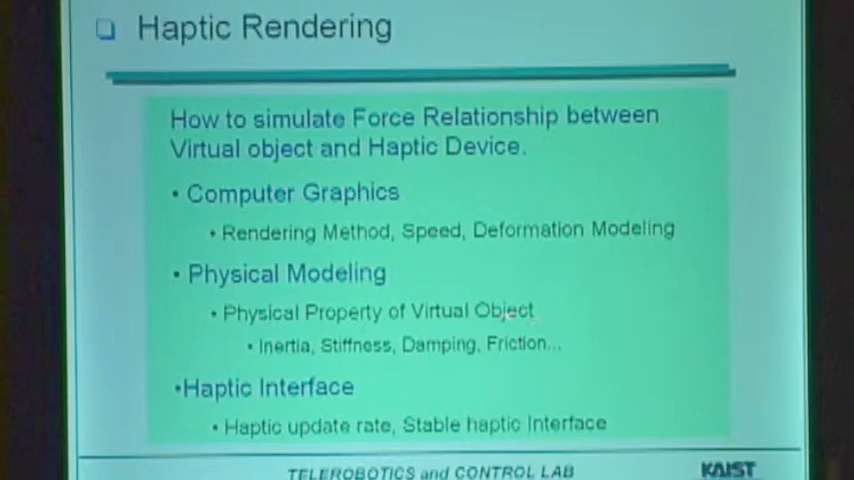 Haptic Rendering
How to simulate Force Relationship between
Virtual object and Haptic Device.
• Computer Graphics
• Rendering Method, Speed, Deformation Modeling
• Physical Modeling
• Physical Property of Virtual Object
• Inertia, Stiffness, Damping, Friction...
•Haptic Interface
• Haptic update rate, Stable haptic Interface
TELEROBOTICS and CONTROL LAB
KAIST